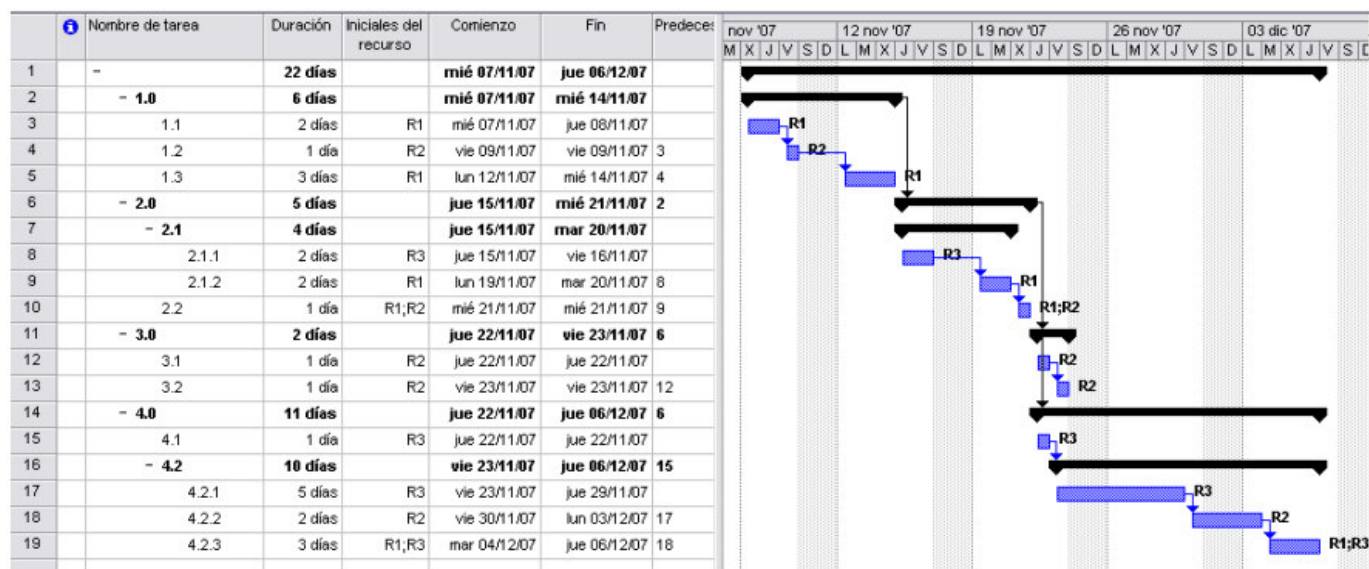 Nombre de tarea Duración Iniciales del recurso Comienzo Fin Predeces
nov '07 12 nov '07 19 nov '07 26 nov '07 03 dic '07
M X J V S D L M X J V S D L M X J V S D L M X J V S D L M X J V S D
1 - 22 días mié 07/11/07 jue 06/12/07
2 - 1.0 6 días mié 07/11/07 mié 14/11/07
3 1.1 2 días R1 mié 07/11/07 jue 08/11/07 R1
4 1.2 1 día R2 vie 09/11/07 vie 09/11/07 3 R2
5 1.3 3 días R1 lun 12/11/07 mié 14/11/07 4 R1
6 - 2.0 5 días jue 15/11/07 mié 21/11/07 2
7 - 2.1 4 días jue 15/11/07 mar 20/11/07
8 2.1.1 2 días R3 jue 15/11/07 vie 16/11/07 R3
9 2.1.2 2 días R1 lun 19/11/07 mar 20/11/07 8 R1
10 2.2 1 día R1;R2 mié 21/11/07 mié 21/11/07 9 R1;R2
11 - 3.0 2 días jue 22/11/07 vie 23/11/07 6
12 3.1 1 día R2 jue 22/11/07 jue 22/11/07 R2
13 3.2 1 día R2 vie 23/11/07 vie 23/11/07 12 R2
14 - 4.0 11 días jue 22/11/07 jue 06/12/07 6
15 4.1 1 día R3 jue 22/11/07 jue 22/11/07 R3
16 - 4.2 10 días vie 23/11/07 jue 06/12/07 15
17 4.2.1 5 días R3 vie 23/11/07 jue 29/11/07 R3
18 4.2.2 2 días R2 vie 30/11/07 lun 03/12/07 17 R2
19 4.2.3 3 días R1;R3 mar 04/12/07 jue 06/12/07 18 R1;R3